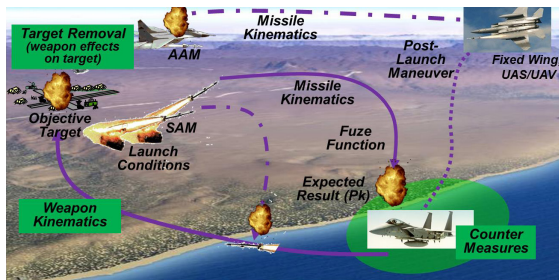 Target Removal
(weapon effects
on target)
AAM
Missile
Kinematics
Post-
Launch
Maneuver
Fixed Wing,
UAS/UAV
Objective
Target
SAM
Launch
Conditions
Missile
Kinematics
Fuze
Function
Expected
Result (Pk)
Weapon
Kinematics
Counter
Measures